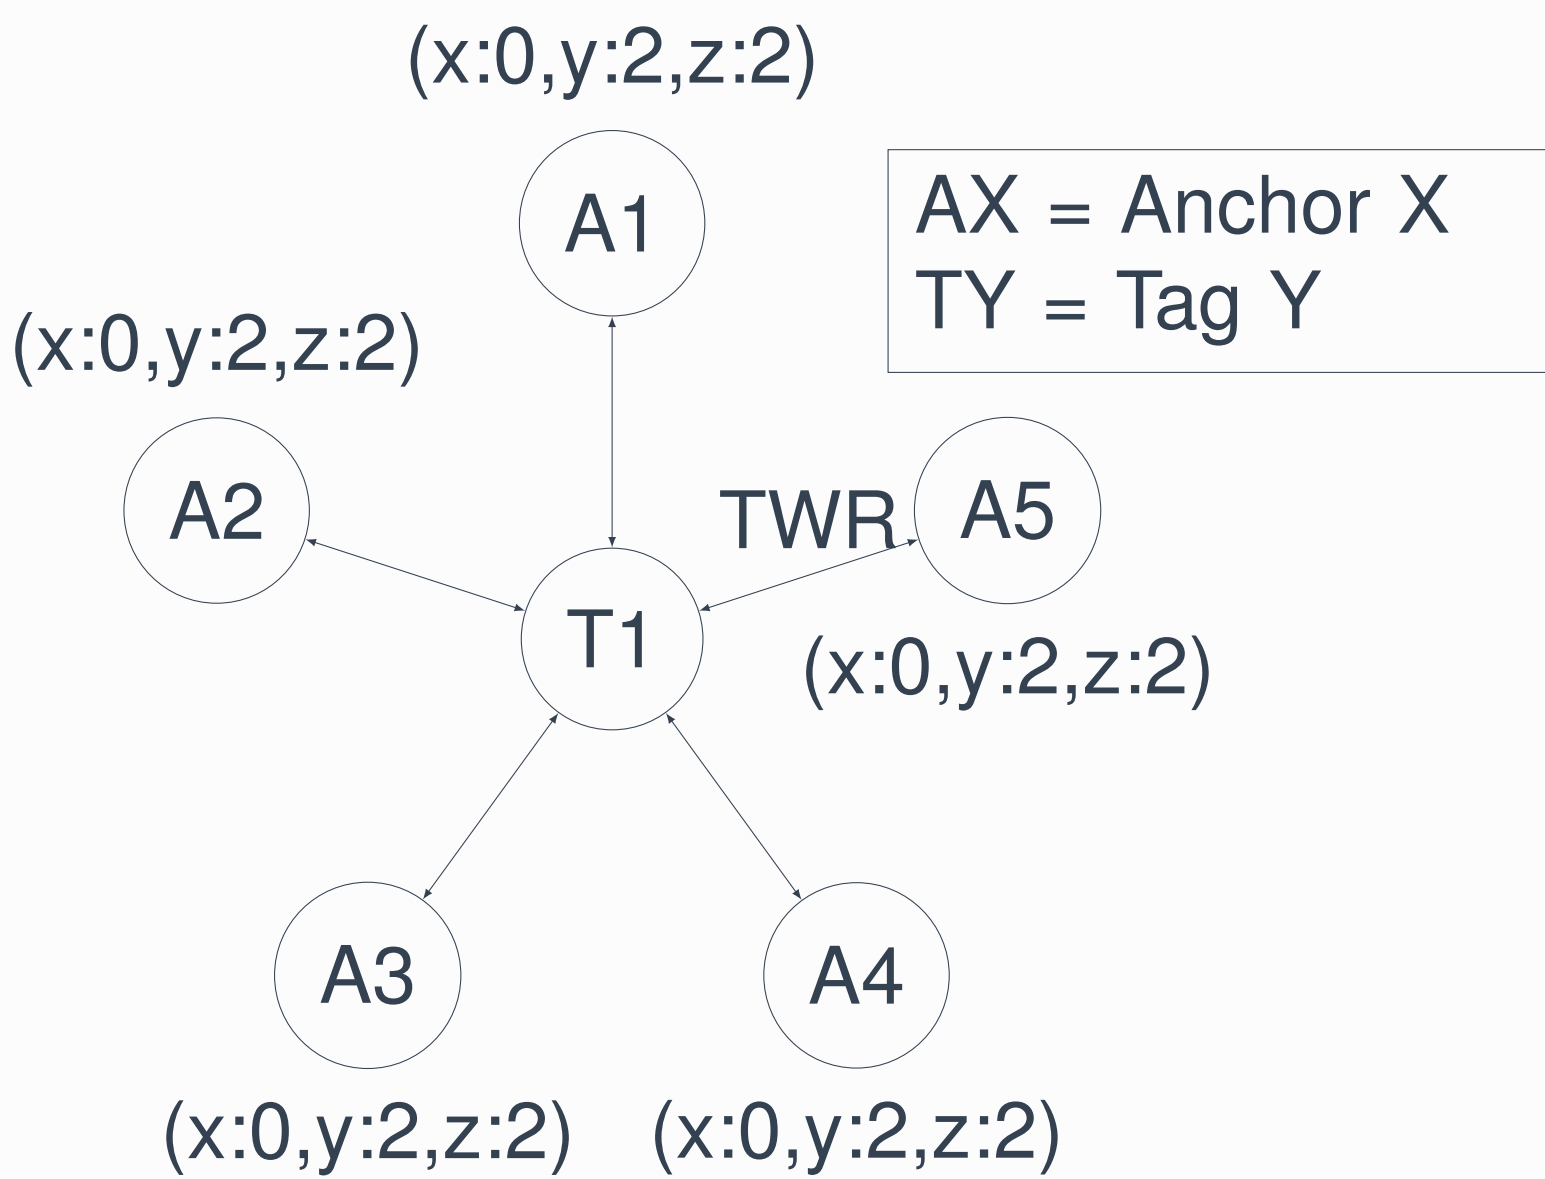 (x:0,y:2,z:2)
A1
AX = Anchor X
TY = Tag Y
(x:0,y:2,z:2)
A2
TWR
A5
T1
(x:0,y:2,z:2)
A3
A4
(x:0,y:2,z:2)
(x:0,y:2,z:2)